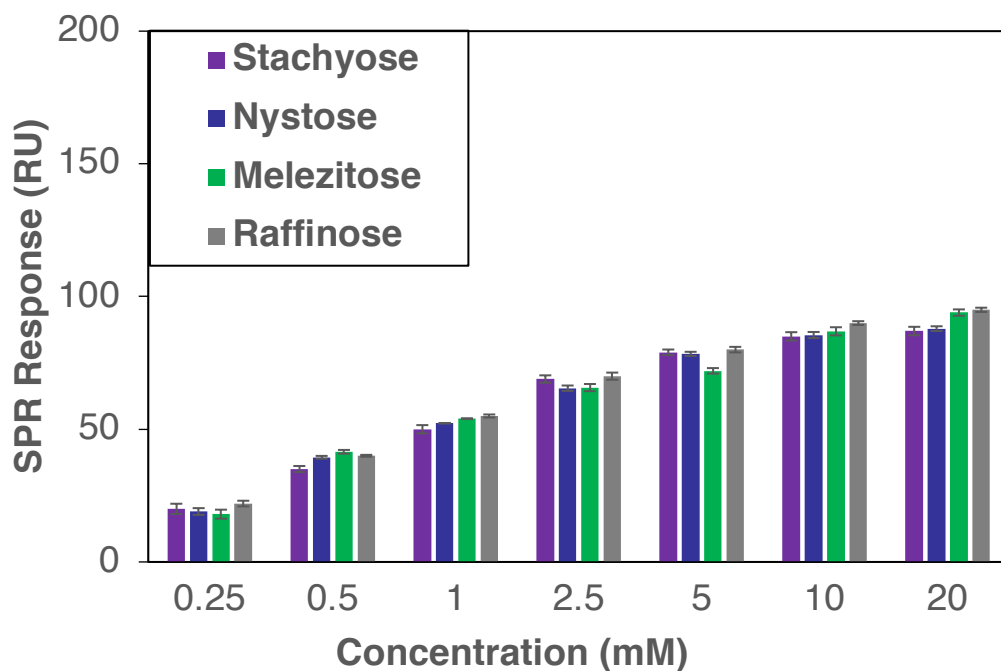 200
150
100
50
0
SPR Response (RU)
Stachyose
Nystose
Melezitose
Raffinose
0.25 0.5 1 2.5 5 10 20
Concentration (mM)